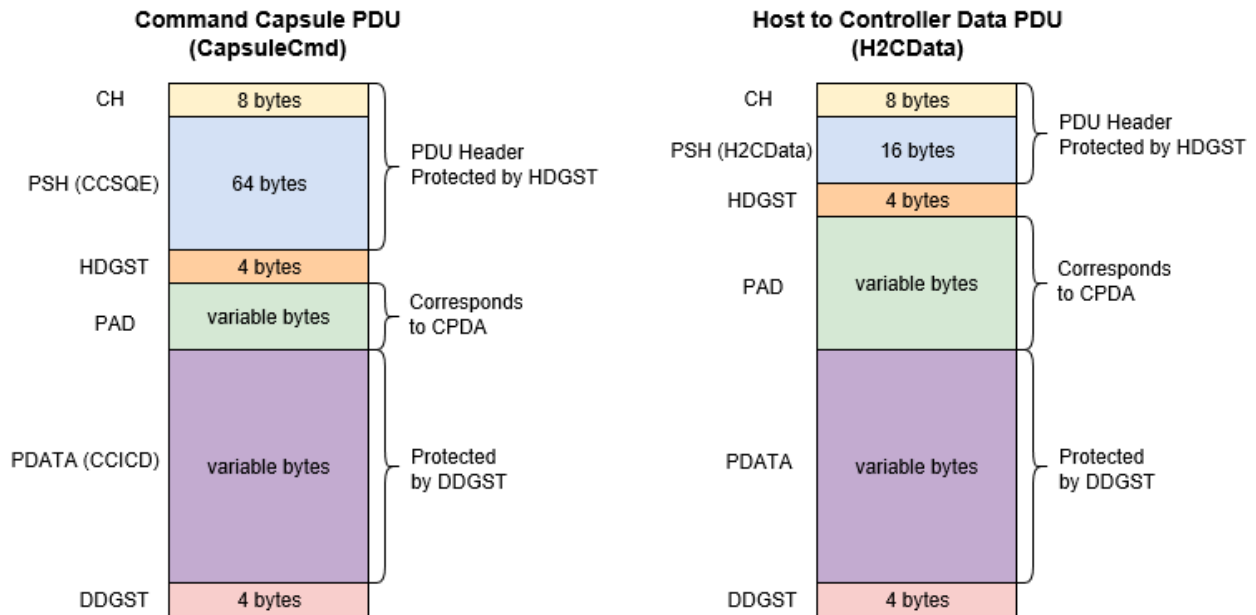 Command Capsule PDU
(CapsuleCmd)
CH
8 bytes
PSH (CCSQE)
64 bytes
PDU Header
Protected by HDGST
HDGST
4 bytes
PAD
variable bytes
Corresponds
to CPDA
PDATA (CCICD)
variable bytes
Protected
by DDGST
DDGST
4 bytes
Host to Controller Data PDU
(H2CData)
CH
8 bytes
PSH (H2CData)
16 bytes
PDU Header
Protected by HDGST
HDGST
4 bytes
PAD
variable bytes
Corresponds
to CPDA
PDATA
variable bytes
Protected
by DDGST
DDGST
4 bytes